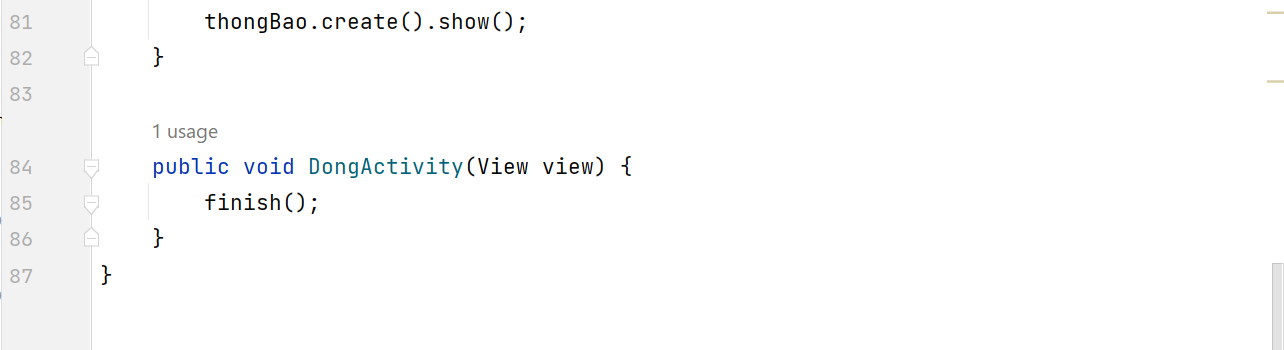 81 thongBao.create().show();
82 }
83
1 usage
84 public void DongActivity(View view) {
85 finish();
86 }
87 }